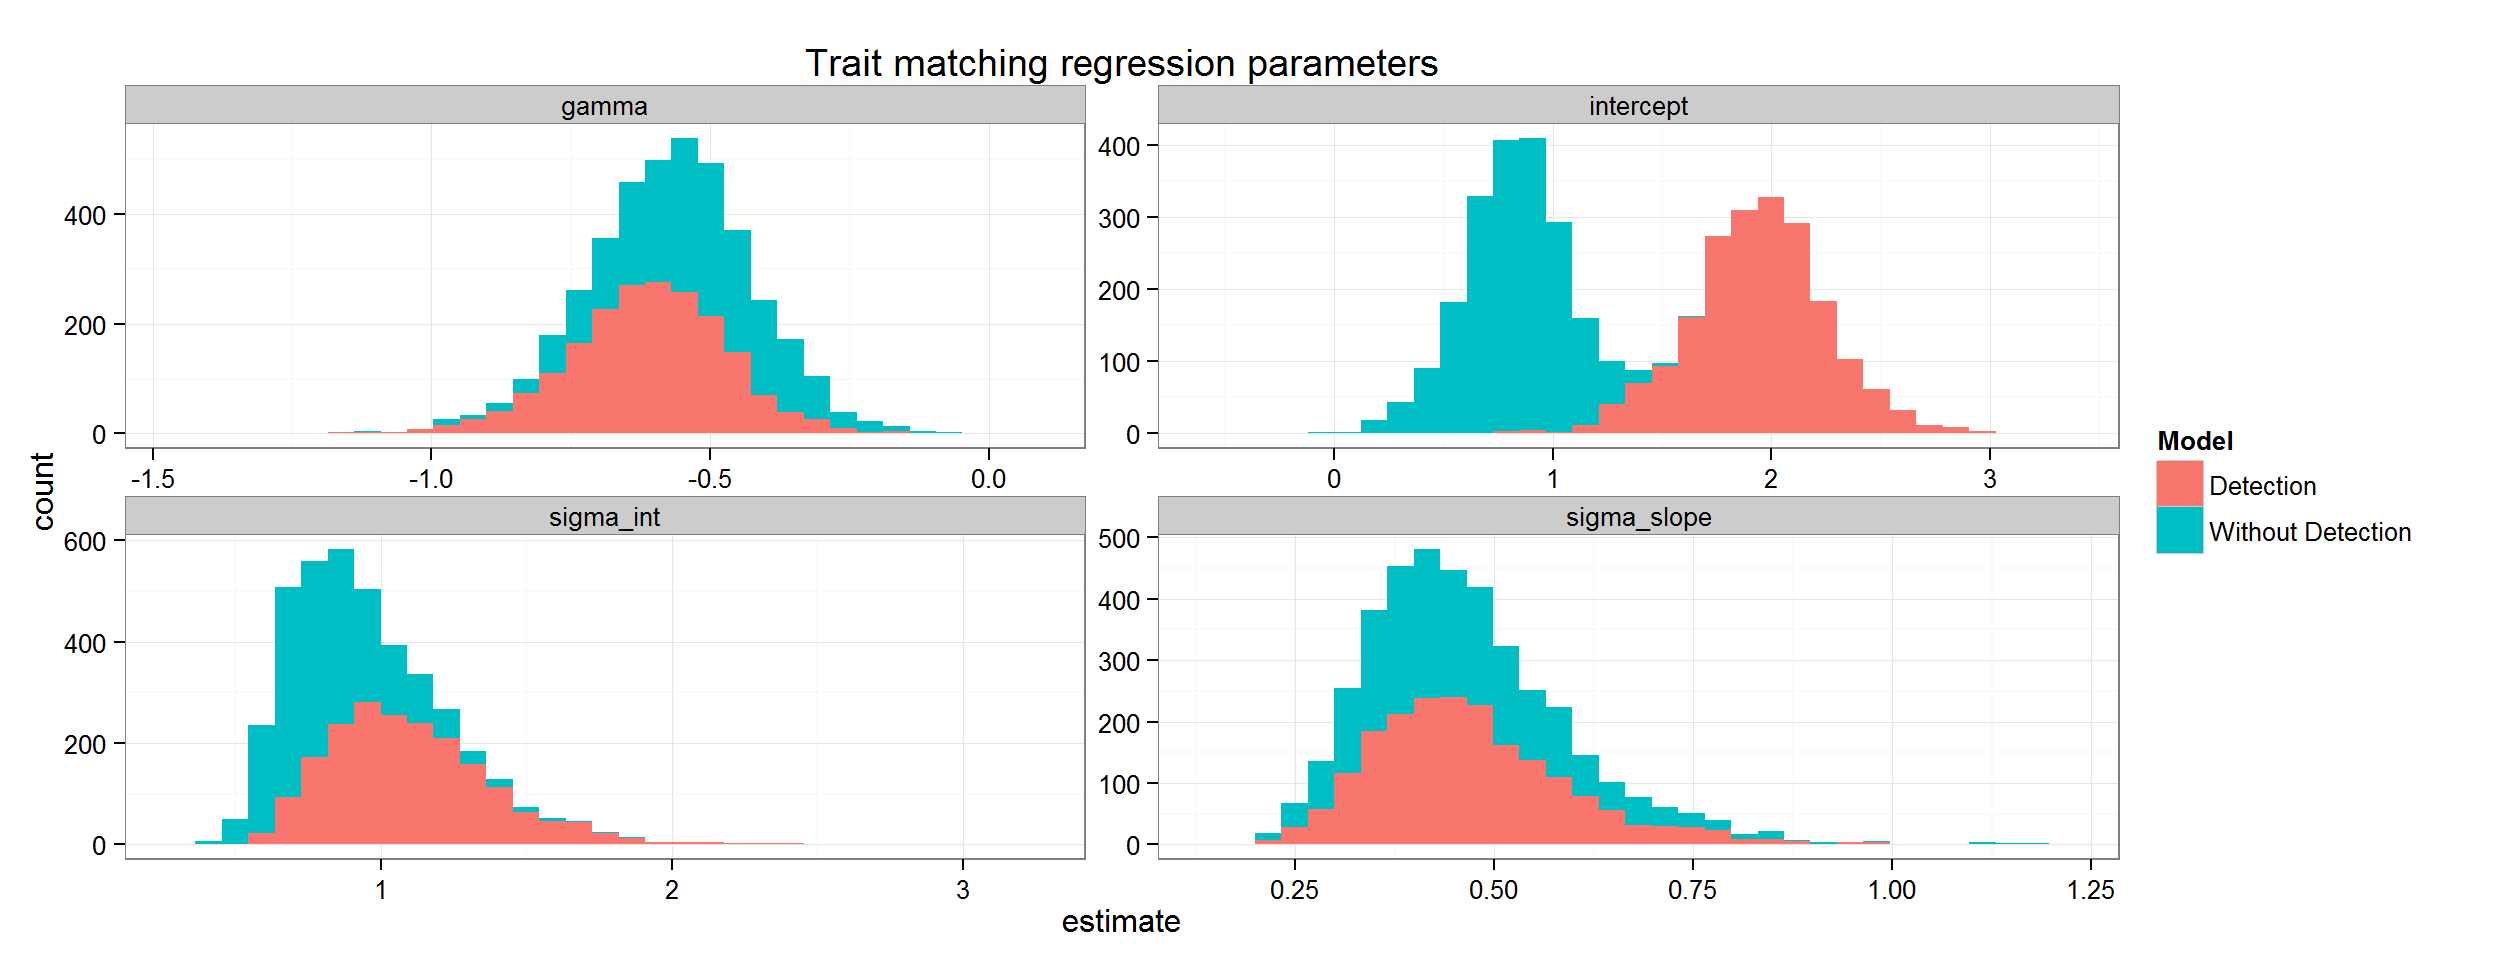 Trait matching regression parameters
gamma
intercept
400
200
0
-1.5 -1.0 -0.5 0.0
400
300
200
100
0
0 1 2 3
count
sigma_int
sigma_slope
600
400
200
0
1 2 3
500
400
300
200
100
0
0.25 0.50 0.75 1.00 1.25
estimate
Model
Detection
Without Detection